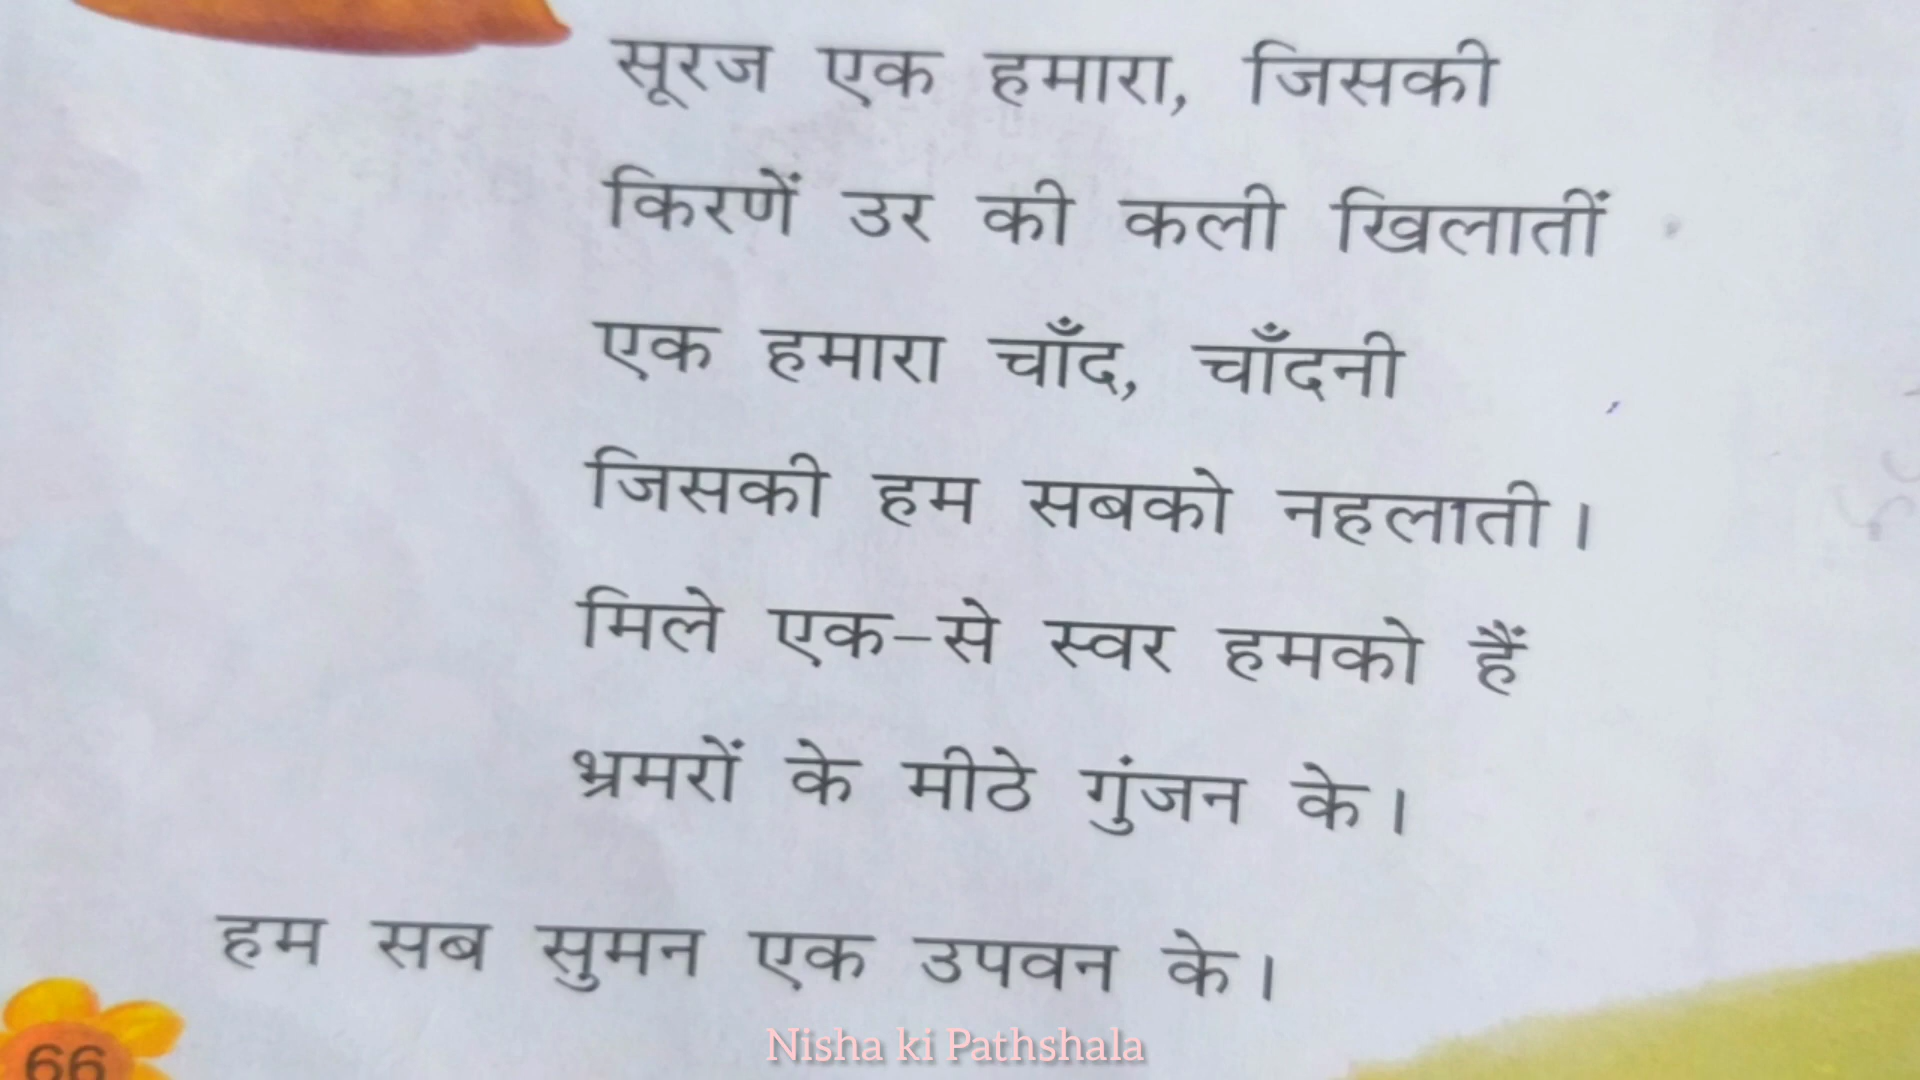 सूरज एक हमारा, जिसकी
किरणें उर की कली खिलातीं
एक हमारा चाँद, चाँदनी
जिसकी हम सबको नहलाती।
मिले एक-से स्वर हमको हैं
भ्रमरों के मीठे गुंजन के।
हम सब सुमन एक उपवन के।
Nisha ki Pathshala
66